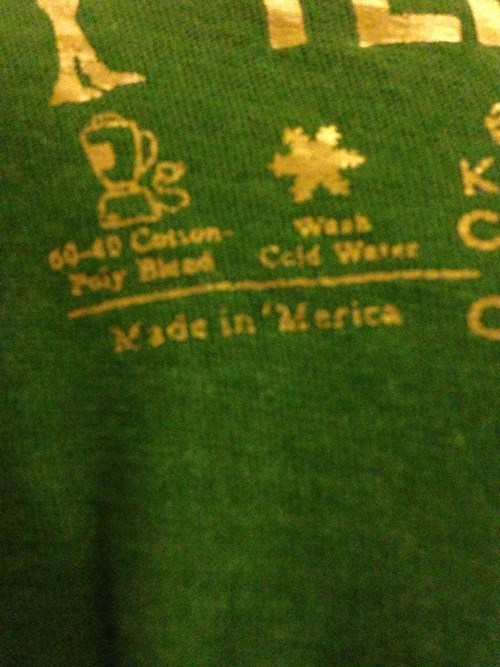 60-40 Cotton-
Poly Blend
Wash
Cold Water
Made in 'Merica
K
C
C